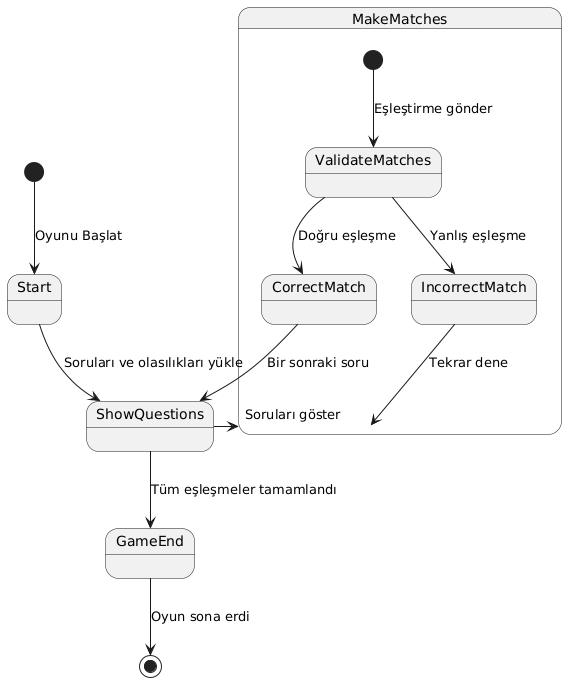 MakeMatches
Eşleştirme gönder
ValidateMatches
Oyunu Başlat
Doğru eşleşme
Yanlış eşleşme
Start
CorrectMatch
IncorrectMatch
Soruları ve olasılıkları yükle
Bir sonraki soru
Tekrar dene
ShowQuestions
Soruları göster
Tüm eşleşmeler tamamlandı
GameEnd
Oyun sona erdi